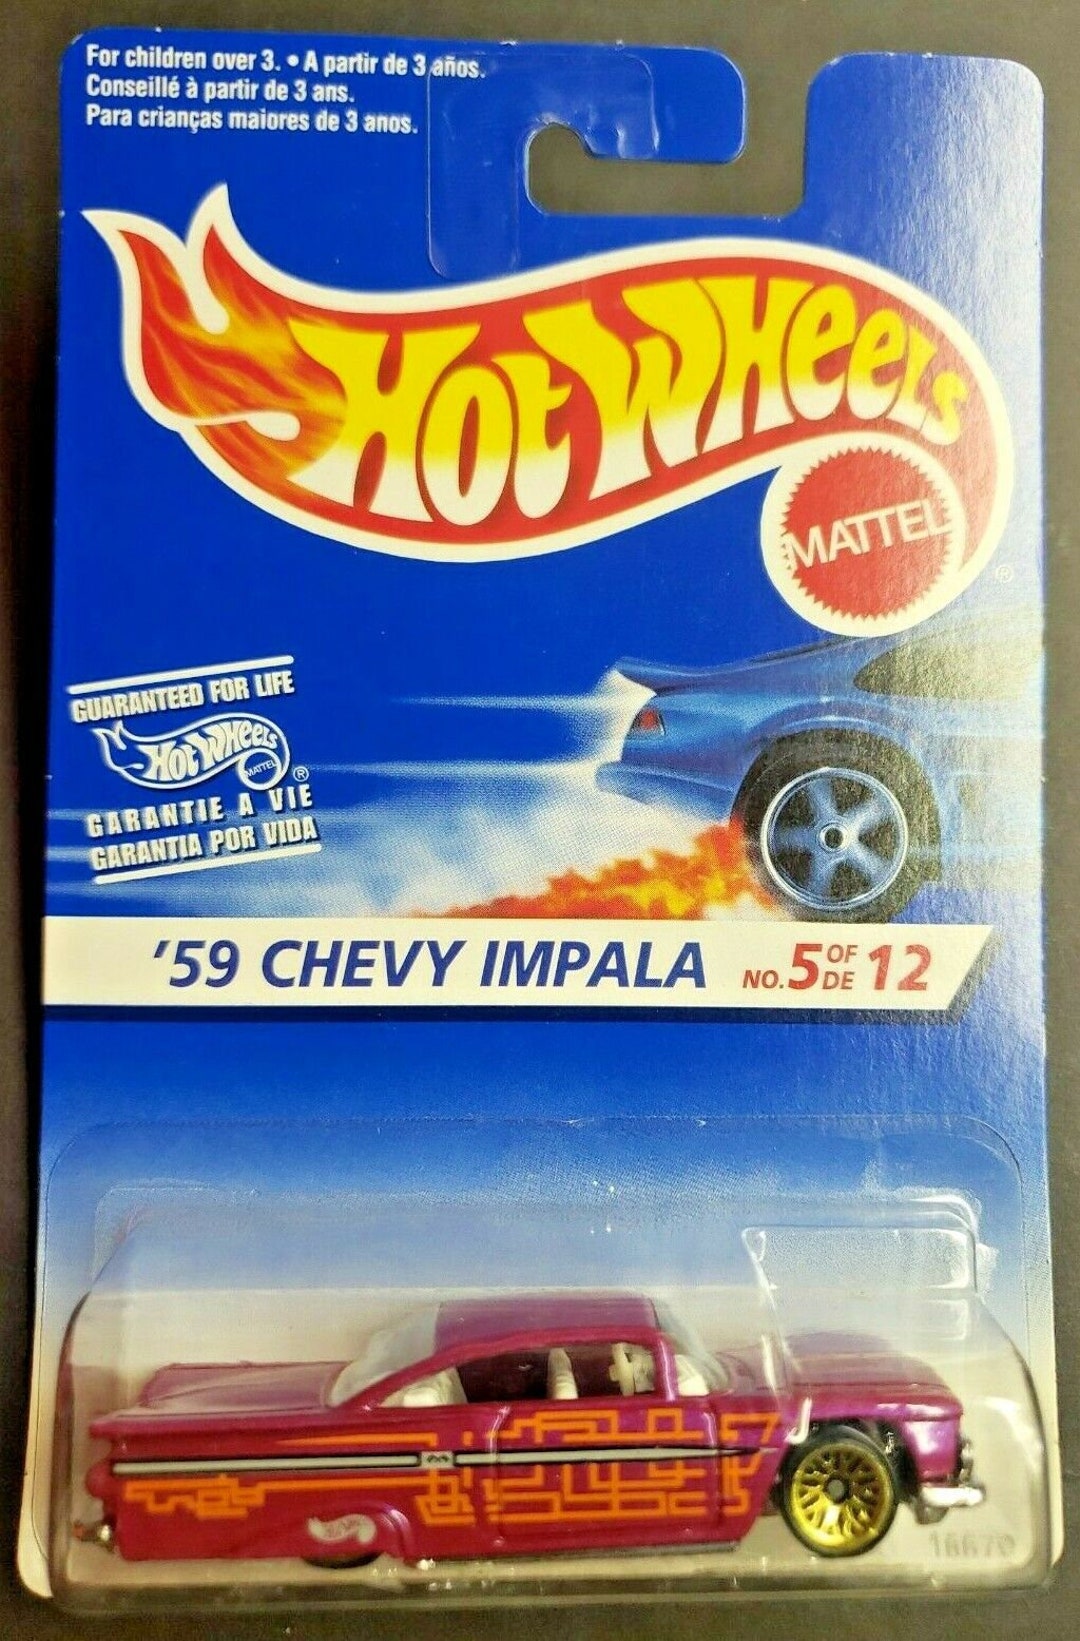 For children over 3. • A partir de 3 años.
Conseillé à partir de 3 ans.
Para crianças maiores de 3 anos.
HOT WHEELS
MATTEL
®
GUARANTEED FOR LIFE
HOT WHEELS
MATTEL
®
GARANTIE A VIE
GARANTIA POR VIDA
'59 CHEVY IMPALA NO. 5 OF DE 12
16670